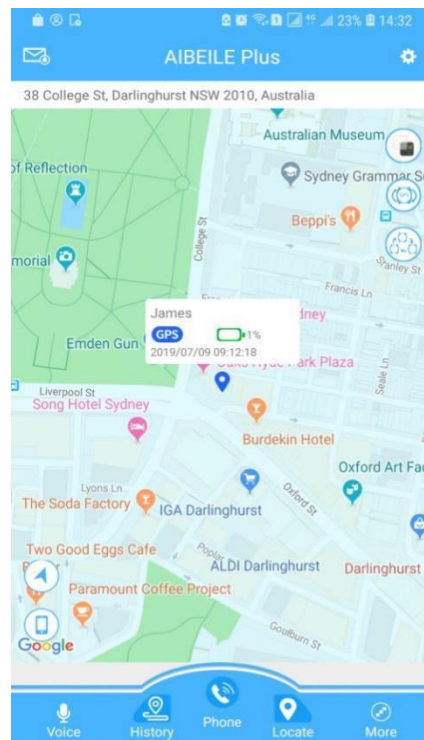 4G 23% 14:32
AIBEILE Plus
38 College St, Darlinghurst NSW 2010, Australia
Australian Museum
of Reflection
Sydney Grammar S
College St
Beppi's
morial
Stanley St
Francis Ln
James
dney
GPS 1%
Emden Gun
2019/07/09 09:12:18
Oaks Hyde Park Plaza
Seale Ln
Liverpool St
Song Hotel Sydney
Burdekin Hotel
Oxford Art Fa
Lyons Ln
Oxford St
The Soda Factory
IGA Darlinghurst
Two Good Eggs Cafe
ALDI Darlinghurst
Darlinghurst
Paramount Coffee Project
Goulburn St
Google
Voice
History
Phone
Locate
More